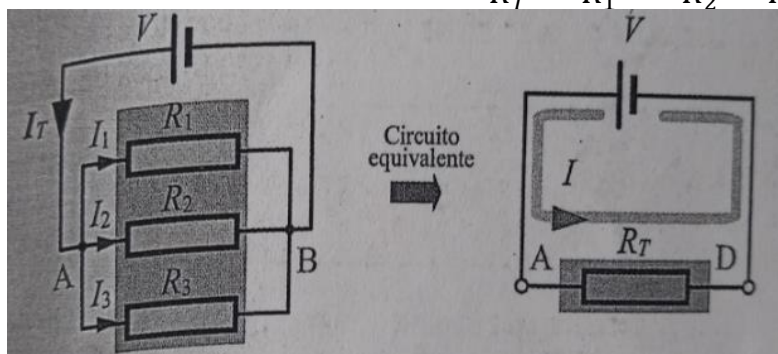 V
I_T
I_1
R_1
I_2
R_2
A
B
I_3
R_3
Circuito
equivalente
V
I
A
R_T
D